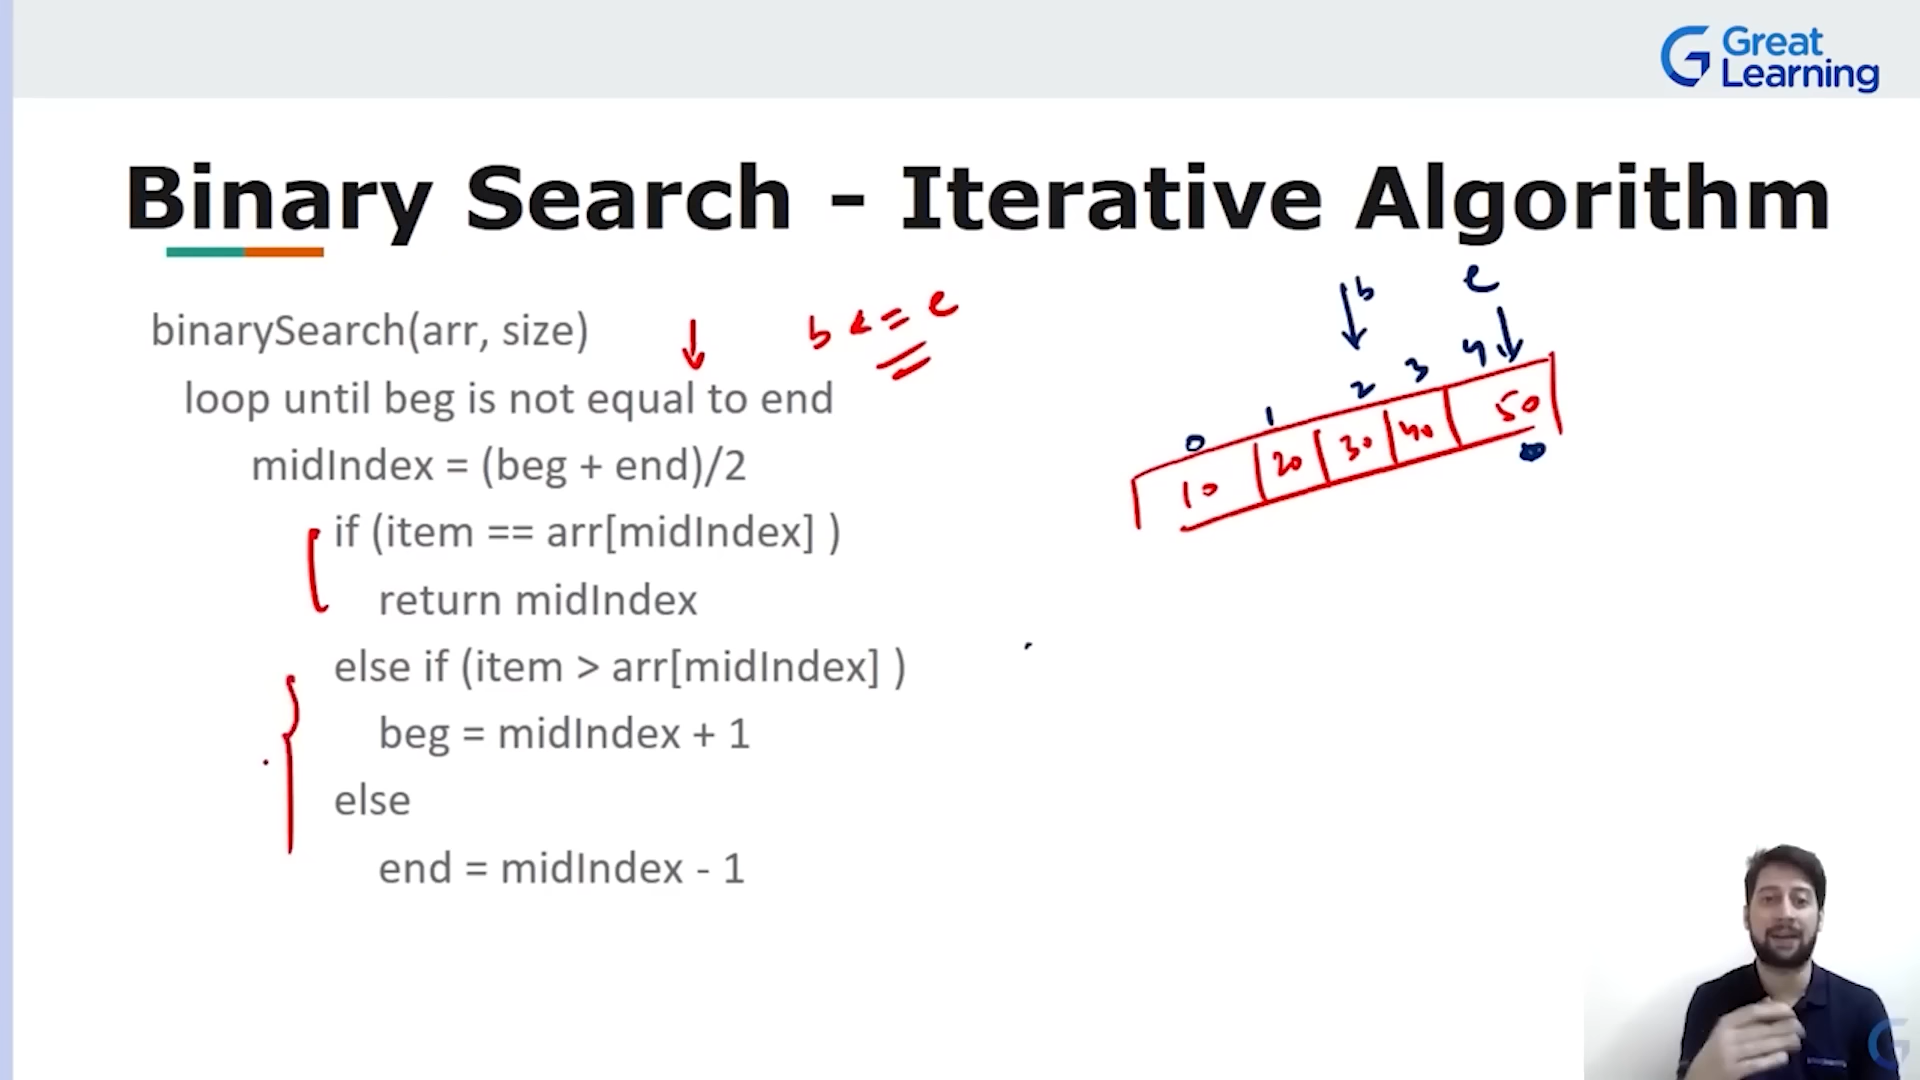 Great
Learning
Binary Search - Iterative Algorithm
binarySearch(arr, size)
b <= e
loop until beg is not equal to end
midIndex = (beg + end)/2
if (item == arr[midIndex] )
return midIndex
else if (item > arr[midIndex] )
beg = midIndex + 1
else
end = midIndex - 1
b e
0 1 2 3 4
10 20 30 40 50